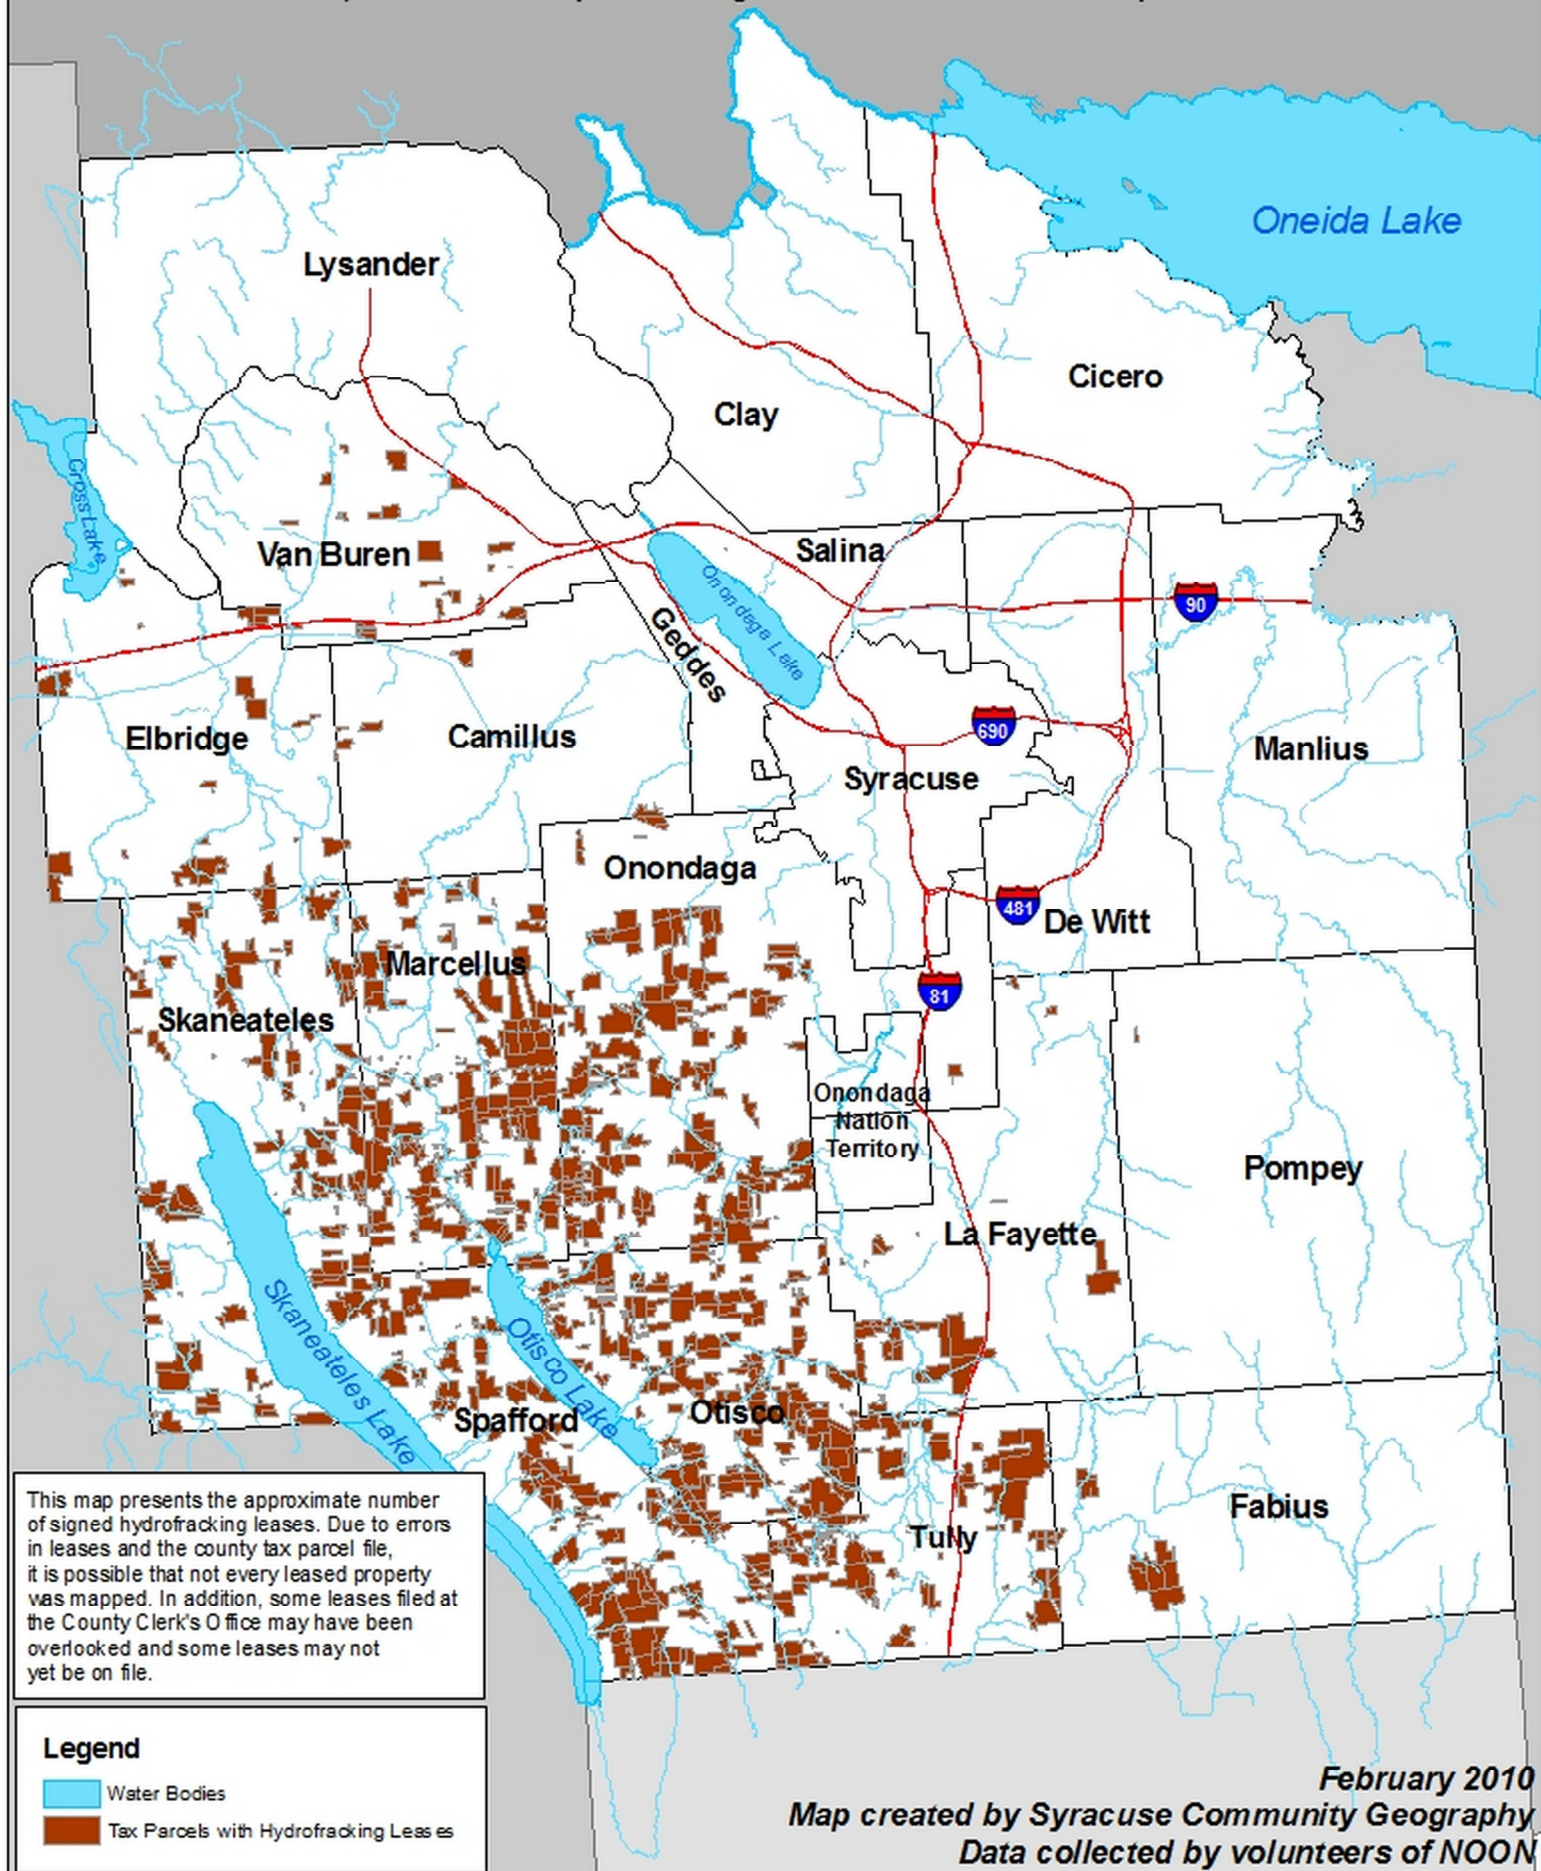 Oneida Lake
Lysander
Cicero
Clay
Cross Lake
Van Buren
Salina
Onondaga Lake
90
Geddes
Elbridge
Camillus
690
Syracuse
Manlius
Onondaga
481
De Witt
Marcellus
81
Skaneateles
Onondaga
Nation
Territory
Pompey
La Fayette
Skaneateles Lake
Otisco Lake
Spafford
Otisco
Fabius
Tully
This map presents the approximate number
of signed hydrofracking leases. Due to errors
in leases and the county tax parcel file,
it is possible that not every leased property
was mapped. In addition, some leases filed at
the County Clerk's Office may have been
overlooked and some leases may not
yet be on file.
Legend
Water Bodies
Tax Parcels with Hydrofracking Leases
February 2010
Map created by Syracuse Community Geography
Data collected by volunteers of NOON